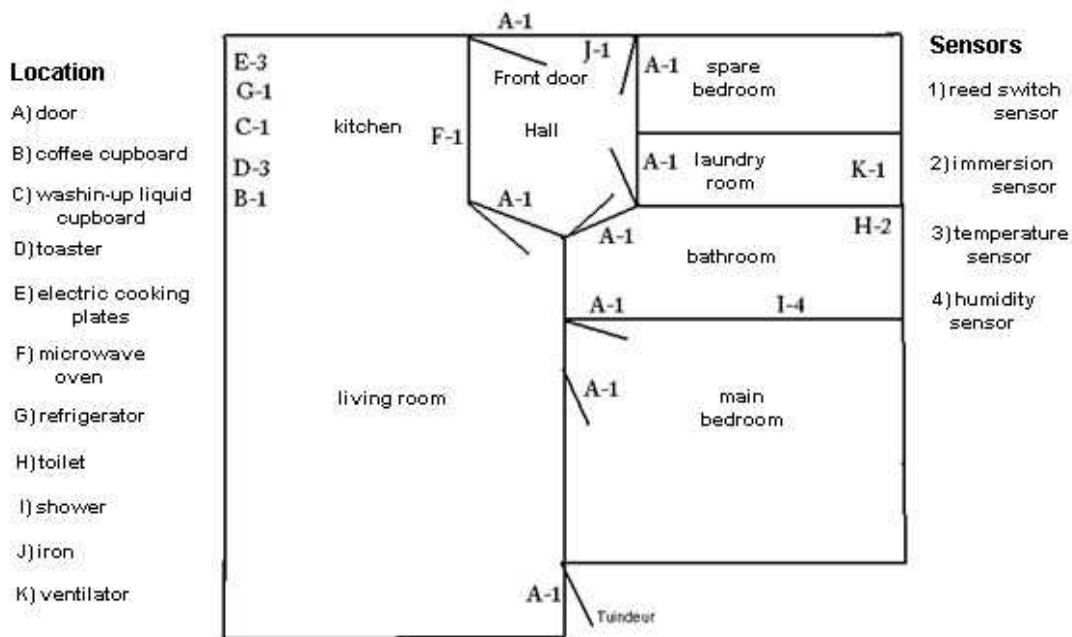 Location
A) door
B) coffee cupboard
C) washin-up liquid
cupboard
D) toaster
E) electric cooking
plates
F) microwave
oven
G) refrigerator
H) toilet
I) shower
J) iron
K) ventilator
A-1
E-3
G-1
C-1
D-3
B-1
kitchen
F-1
J-1
Front door
Hall
A-1
spare
bedroom
A-1
laundry
room
K-1
A-1
A-1
H-2
bathroom
A-1
I-4
A-1
living room
main
bedroom
A-1
Tuindeur
Sensors
1) reed switch
sensor
2) immersion
sensor
3) temperature
sensor
4) humidity
sensor